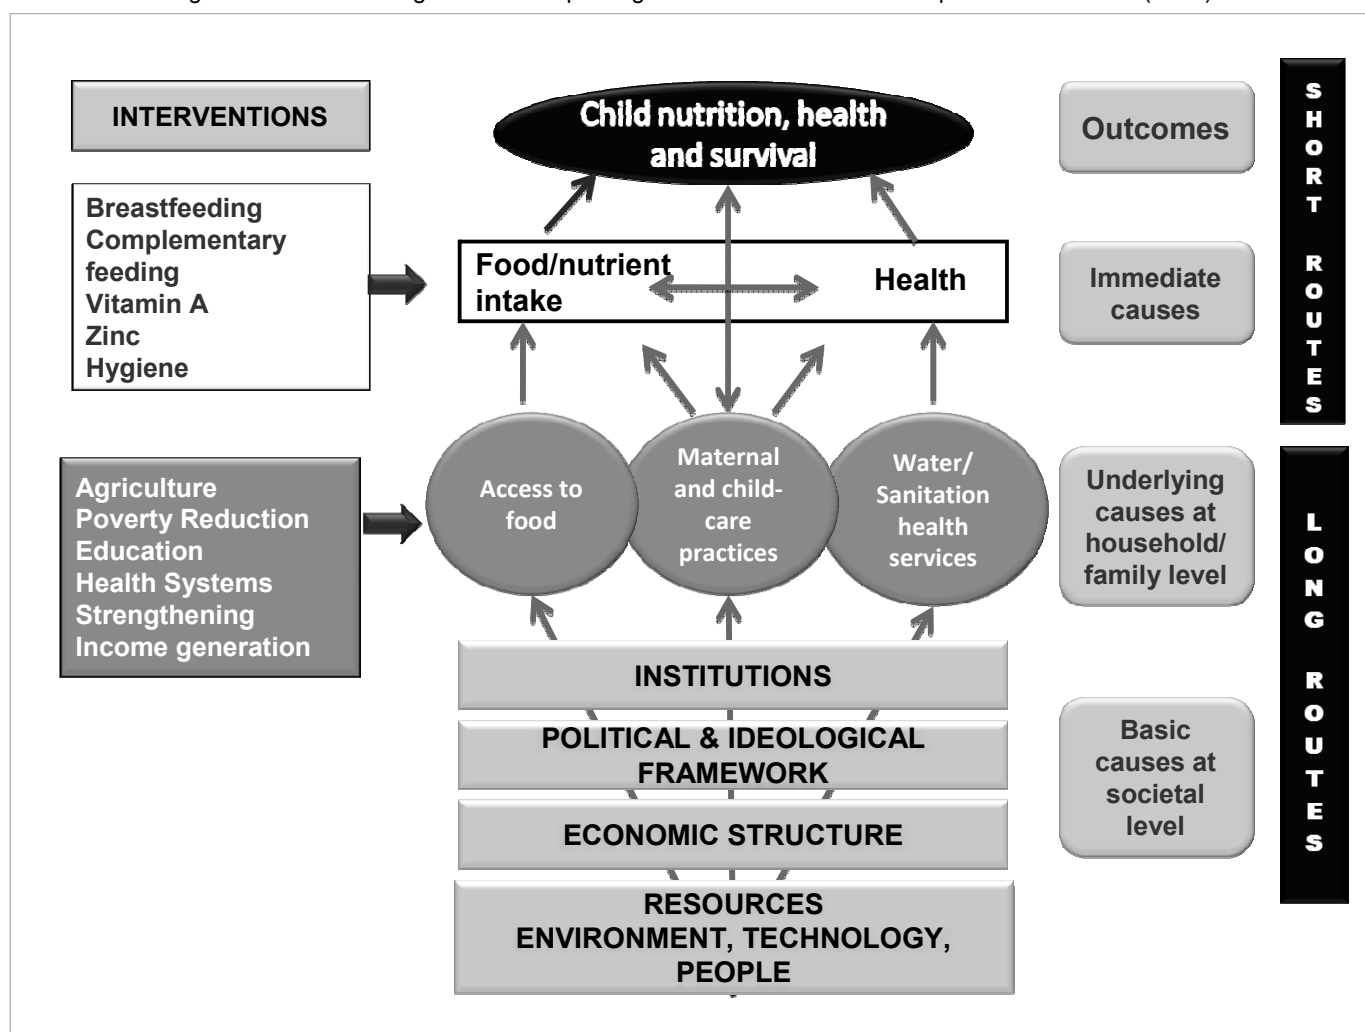 INTERVENTIONS
Breastfeeding
Complementary
feeding
Vitamin A
Zinc
Hygiene
Agriculture
Poverty Reduction
Education
Health Systems
Strengthening
Income generation
Child nutrition, health
and survival
Food/nutrient
intake
Health
Access to
food
Maternal
and child-
care
practices
Water/
Sanitation
health
services
INSTITUTIONS
POLITICAL & IDEOLOGICAL
FRAMEWORK
ECONOMIC STRUCTURE
RESOURCES
ENVIRONMENT, TECHNOLOGY,
PEOPLE
Outcomes
Immediate
causes
Underlying
causes at
household/
family level
Basic
causes at
societal
level
SHORT ROUTES
LONG ROUTES